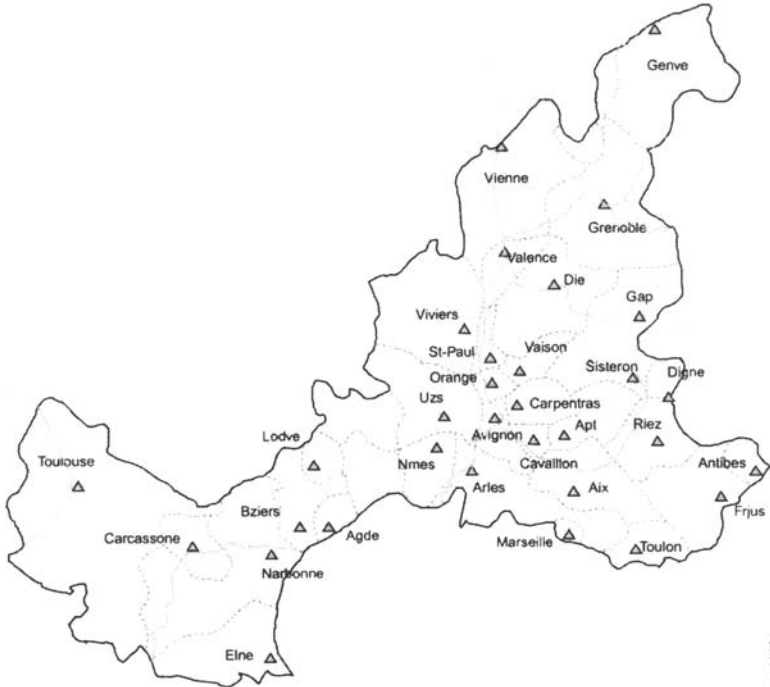 Genve
Vienne
Grenoble
Valence
Die
Gap
Viviers
St-Paul
Vaison
Orange
Sisteron
Digne
Uzs
Carpentras
Avignon
Apt
Riez
Lodve
Nmes
Cavaillon
Toulouse
Antibes
Arles
Aix
Frjus
Bziers
Agde
Carcassone
Marseille
Toulon
Narbonne
Elne